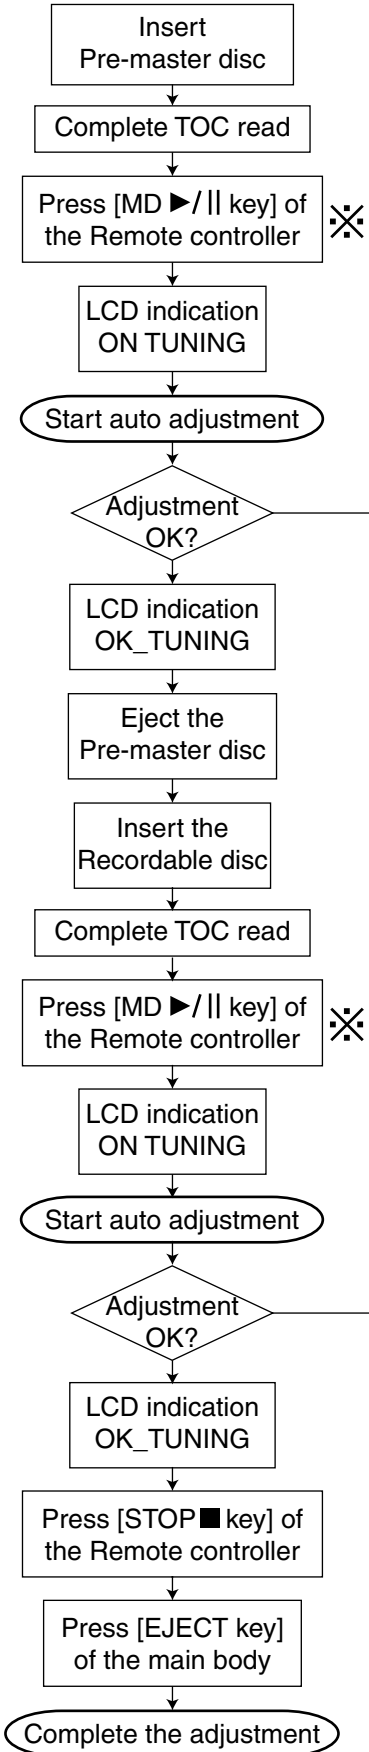 Insert
Pre-master disc
Complete TOC read
Press [MD ►/II key] of
the Remote controller
※
LCD indication
ON TUNING
Start auto adjustment
Adjustment
OK?
LCD indication
OK_TUNING
Eject the
Pre-master disc
Insert the
Recordable disc
Complete TOC read
Press [MD ►/II key] of
the Remote controller
※
LCD indication
ON TUNING
Start auto adjustment
Adjustment
OK?
LCD indication
OK_TUNING
Press [STOP■ key] of
the Remote controller
Press [EJECT key]
of the main body
Complete the adjustment